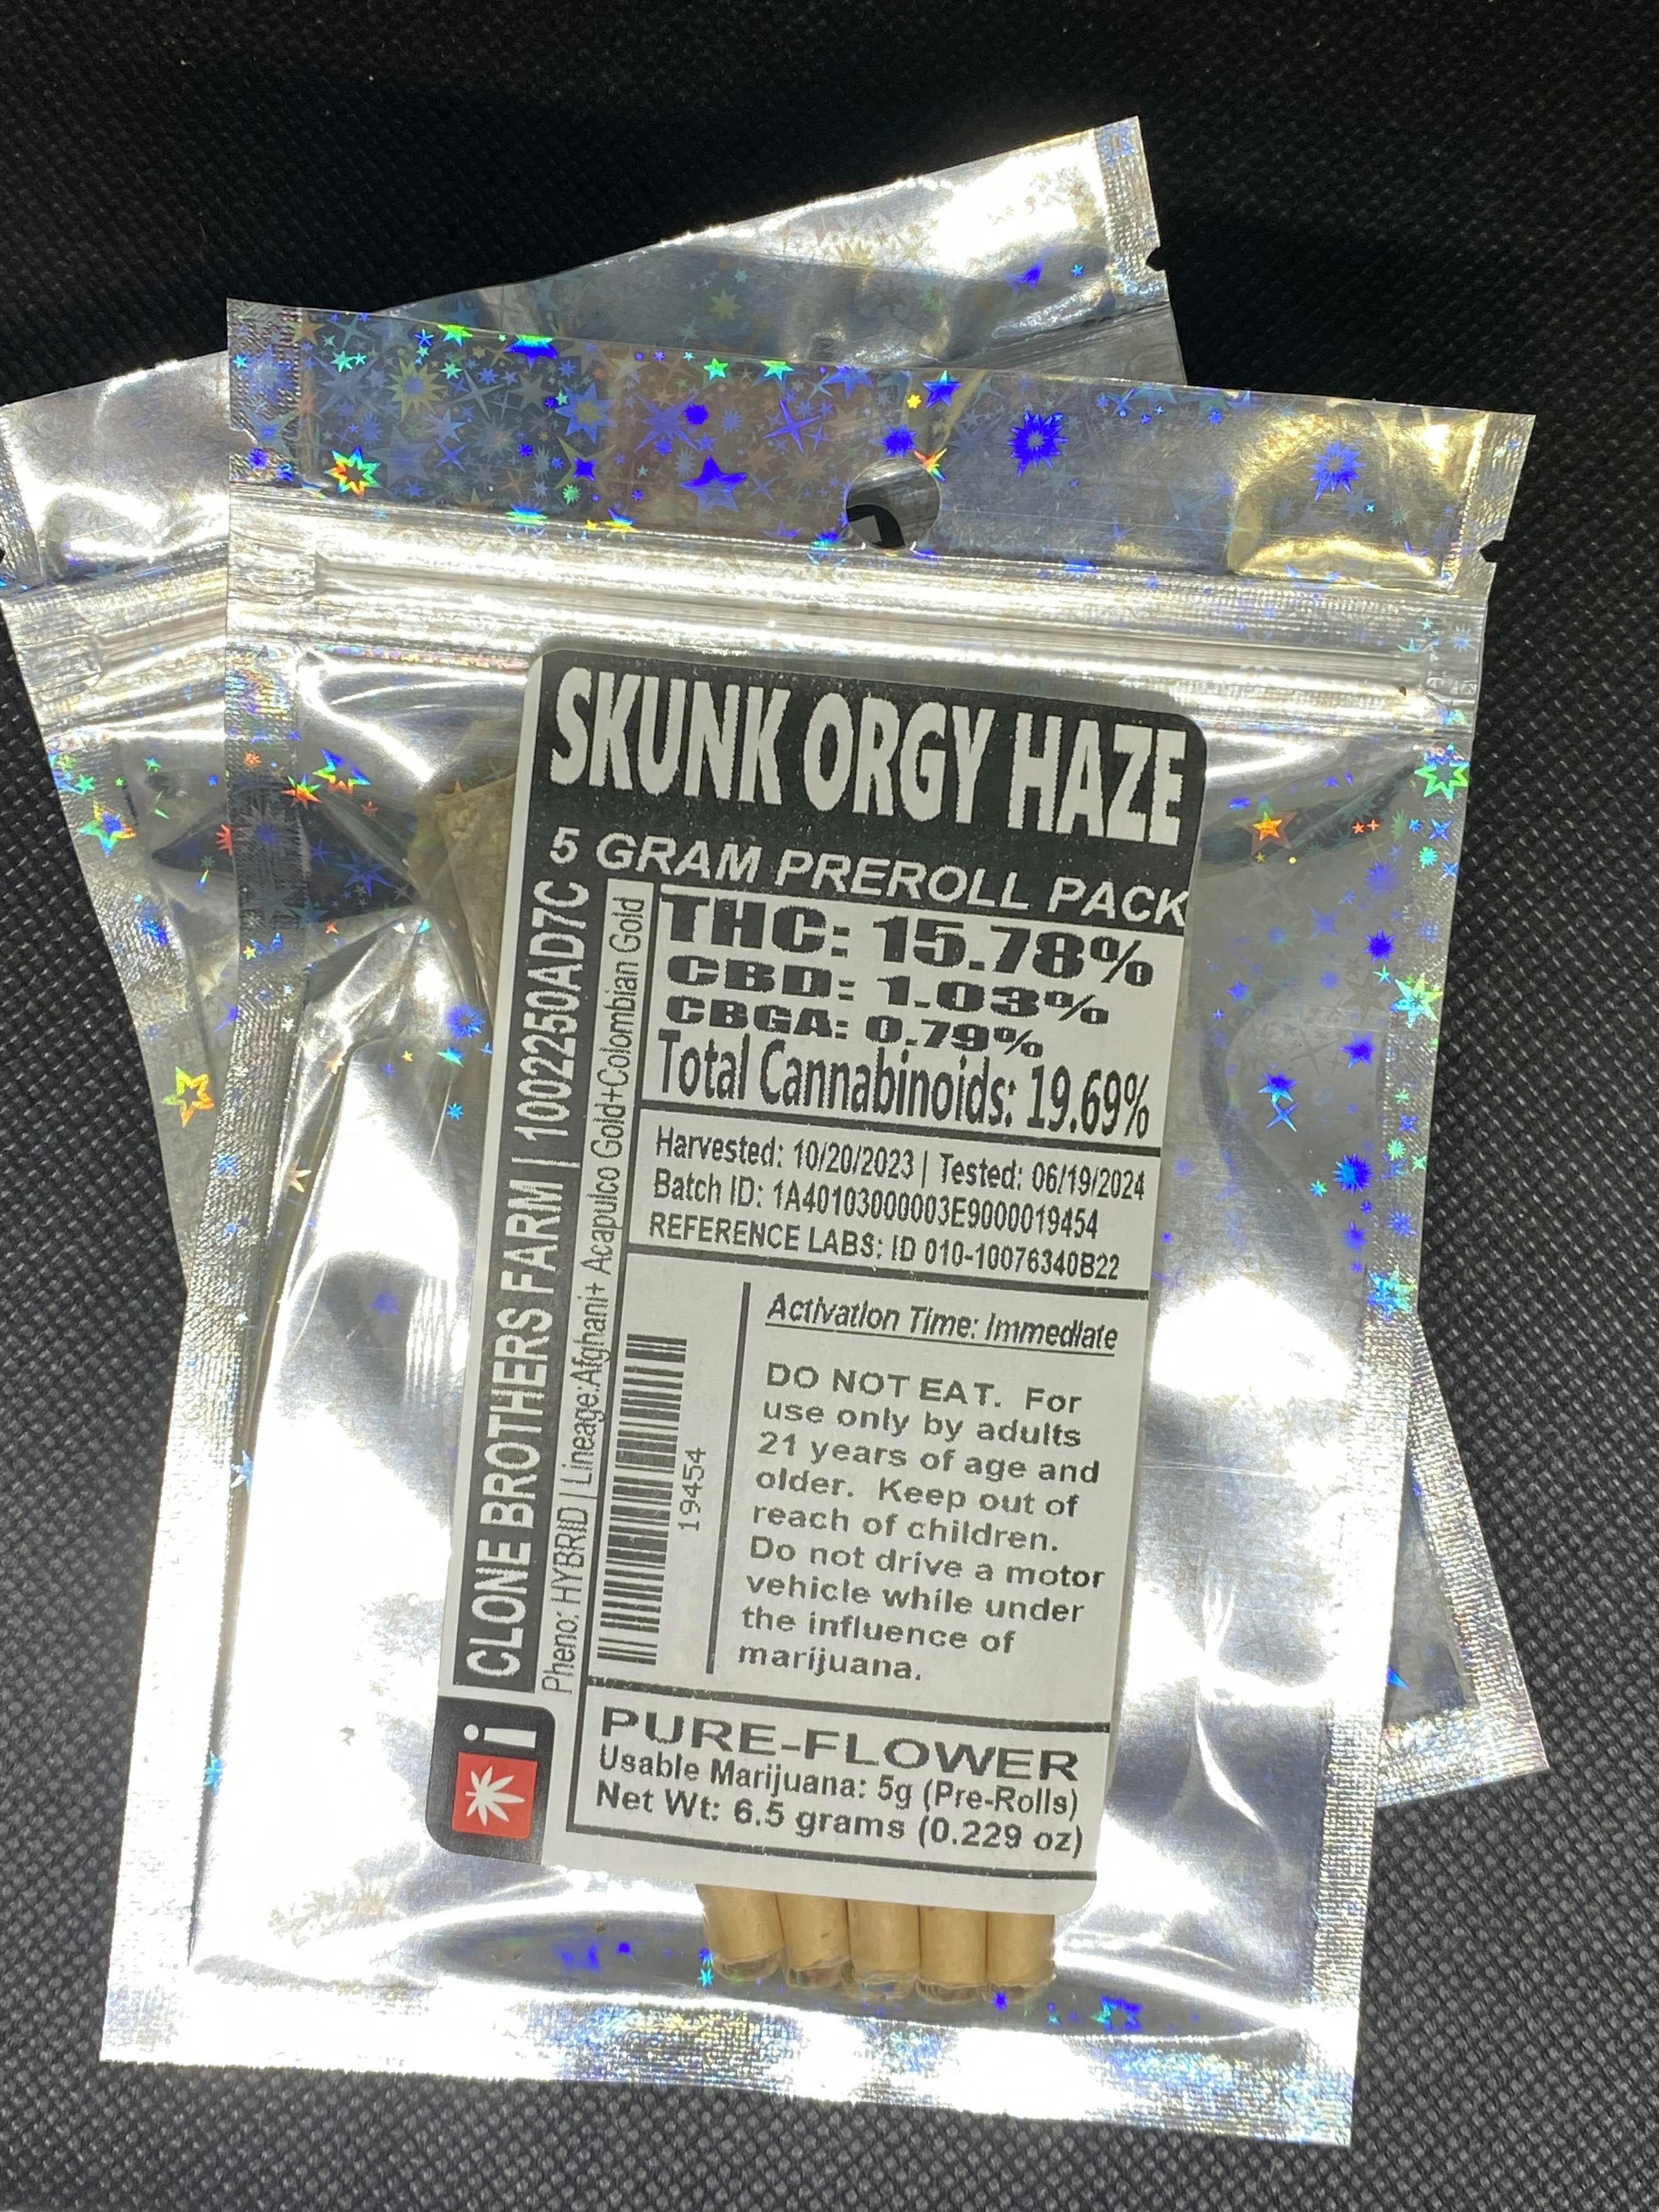 SKUNK ORGY HAZE
5 GRAM PREROLL PACK
CLONE BROTHERS FARM | 1002250AD7C
Pheno: HYBRID | Lineage:Afghani+ Acapulco Gold+Colombian Gold
THC: 15.78%
CBD: 1.03%
CBGA: 0.79%
Total Cannabinoids: 19.69%
Harvested: 10/20/2023 | Tested: 06/19/2024
Batch ID: 1A40103000003E9000019454
REFERENCE LABS: ID 010-10076340B22
19454
Activation Time: Immediate
DO NOT EAT. For
use only by adults
21 years of age and
older. Keep out of
reach of children.
Do not drive a motor
vehicle while under
the influence of
marijuana.
i
PURE-FLOWER
Usable Marijuana: 5g (Pre-Rolls)
Net Wt: 6.5 grams (0.229 oz)